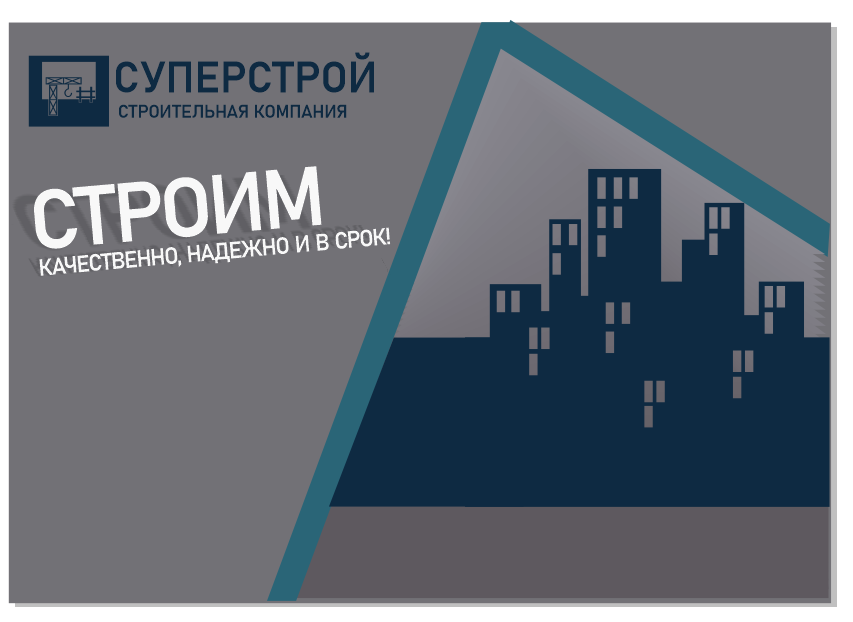 СУПЕРСТРОЙ
СТРОИТЕЛЬНАЯ КОМПАНИЯ
СТРОИМ
КАЧЕСТВЕННО, НАДЕЖНО И В СРОК!